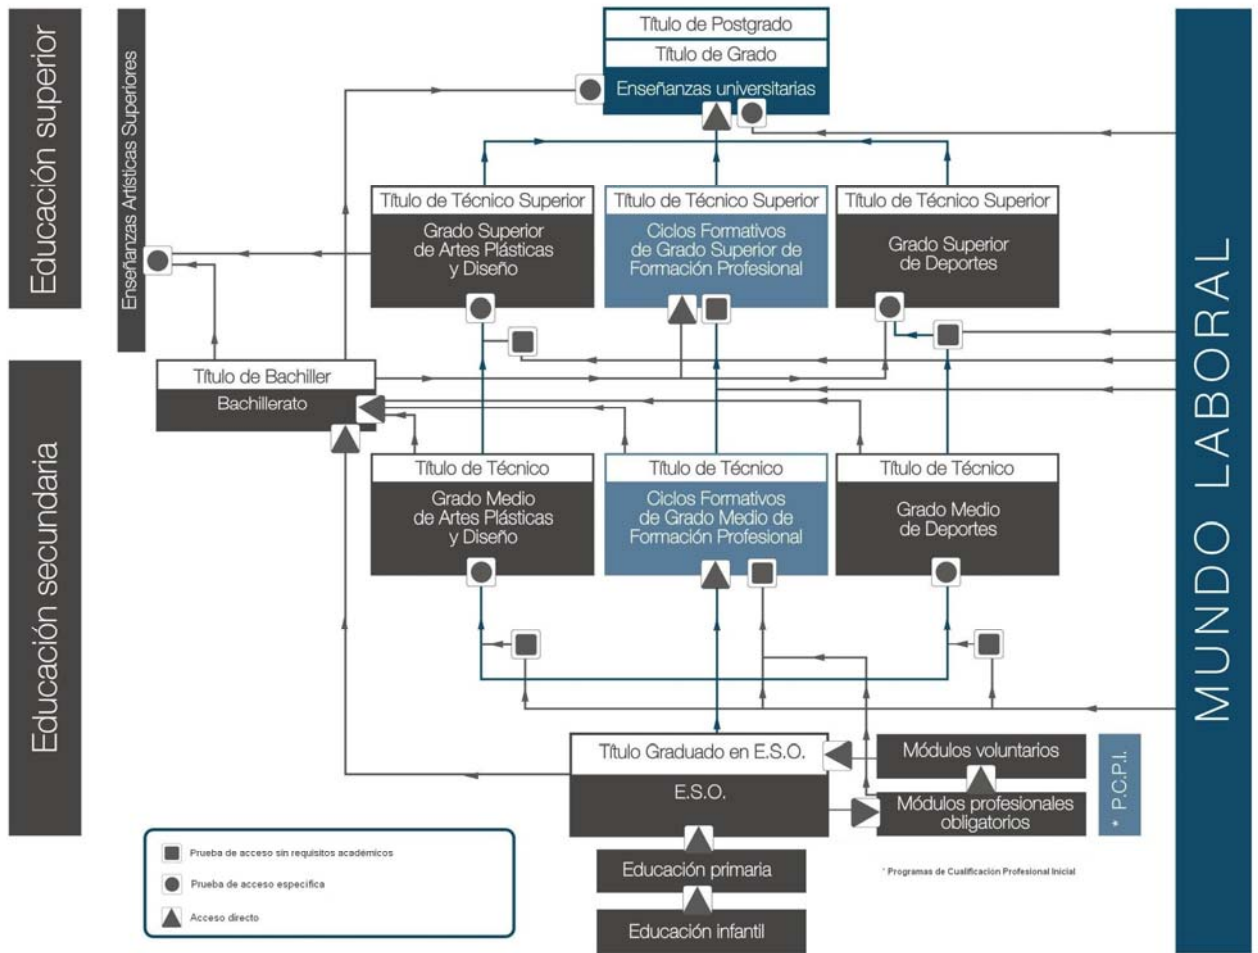 Educación superior
Enseñanzas Artísticas Superiores
Título de Postgrado
Título de Grado
Enseñanzas universitarias
Título de Técnico Superior
Grado Superior
de Artes Plásticas
y Diseño
Título de Técnico Superior
Ciclos Formativos
de Grado Superior de
Formación Profesional
Título de Técnico Superior
Grado Superior
de Deportes
MUNDO LABORAL
Educación secundaria
Título de Bachiller
Bachillerato
Título de Técnico
Grado Medio
de Artes Plásticas
y Diseño
Título de Técnico
Ciclos Formativos
de Grado Medio de
Formación Profesional
Título de Técnico
Grado Medio
de Deportes
Título Graduado en E.S.O.
E.S.O.
Módulos voluntarios
Módulos profesionales
obligatorios
* P.C.P.I.
Educación primaria
Educación infantil
* Programas de Cualificacion Profesional Inicial
Prueba de acceso sin requisitos académicos
Prueba de acceso específica
Acceso directo